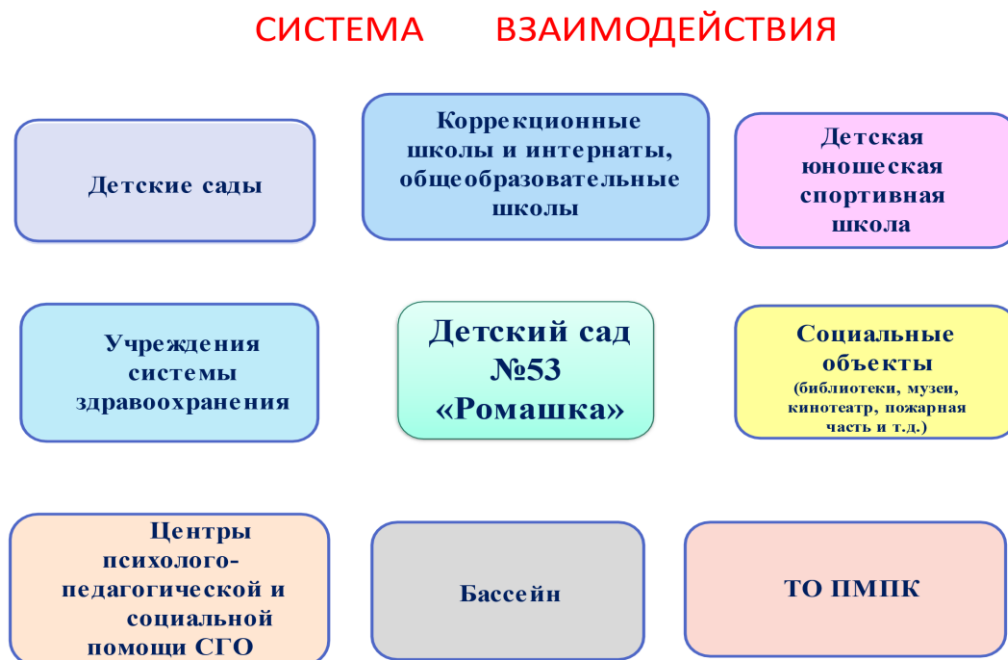 СИСТЕМА ВЗАИМОДЕЙСТВИЯ
Детские сады
Коррекционные
школы и интернаты,
общеобразовательные
школы
Детская
юношеская
спортивная
школа
Учреждения
системы
здравоохранения
Детский сад
№53
«Ромашка»
Социальные
объекты
(библиотеки, музеи,
кинотеатр, пожарная
часть и т.д.)
Центры
психолого-
педагогической и
социальной
помощи СГО
Бассейн
ТО ПМПК